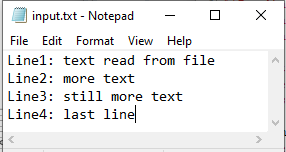 input.txt - Notepad
File Edit Format View Help
Line1: text read from file
Line2: more text
Line3: still more text
Line4: last line